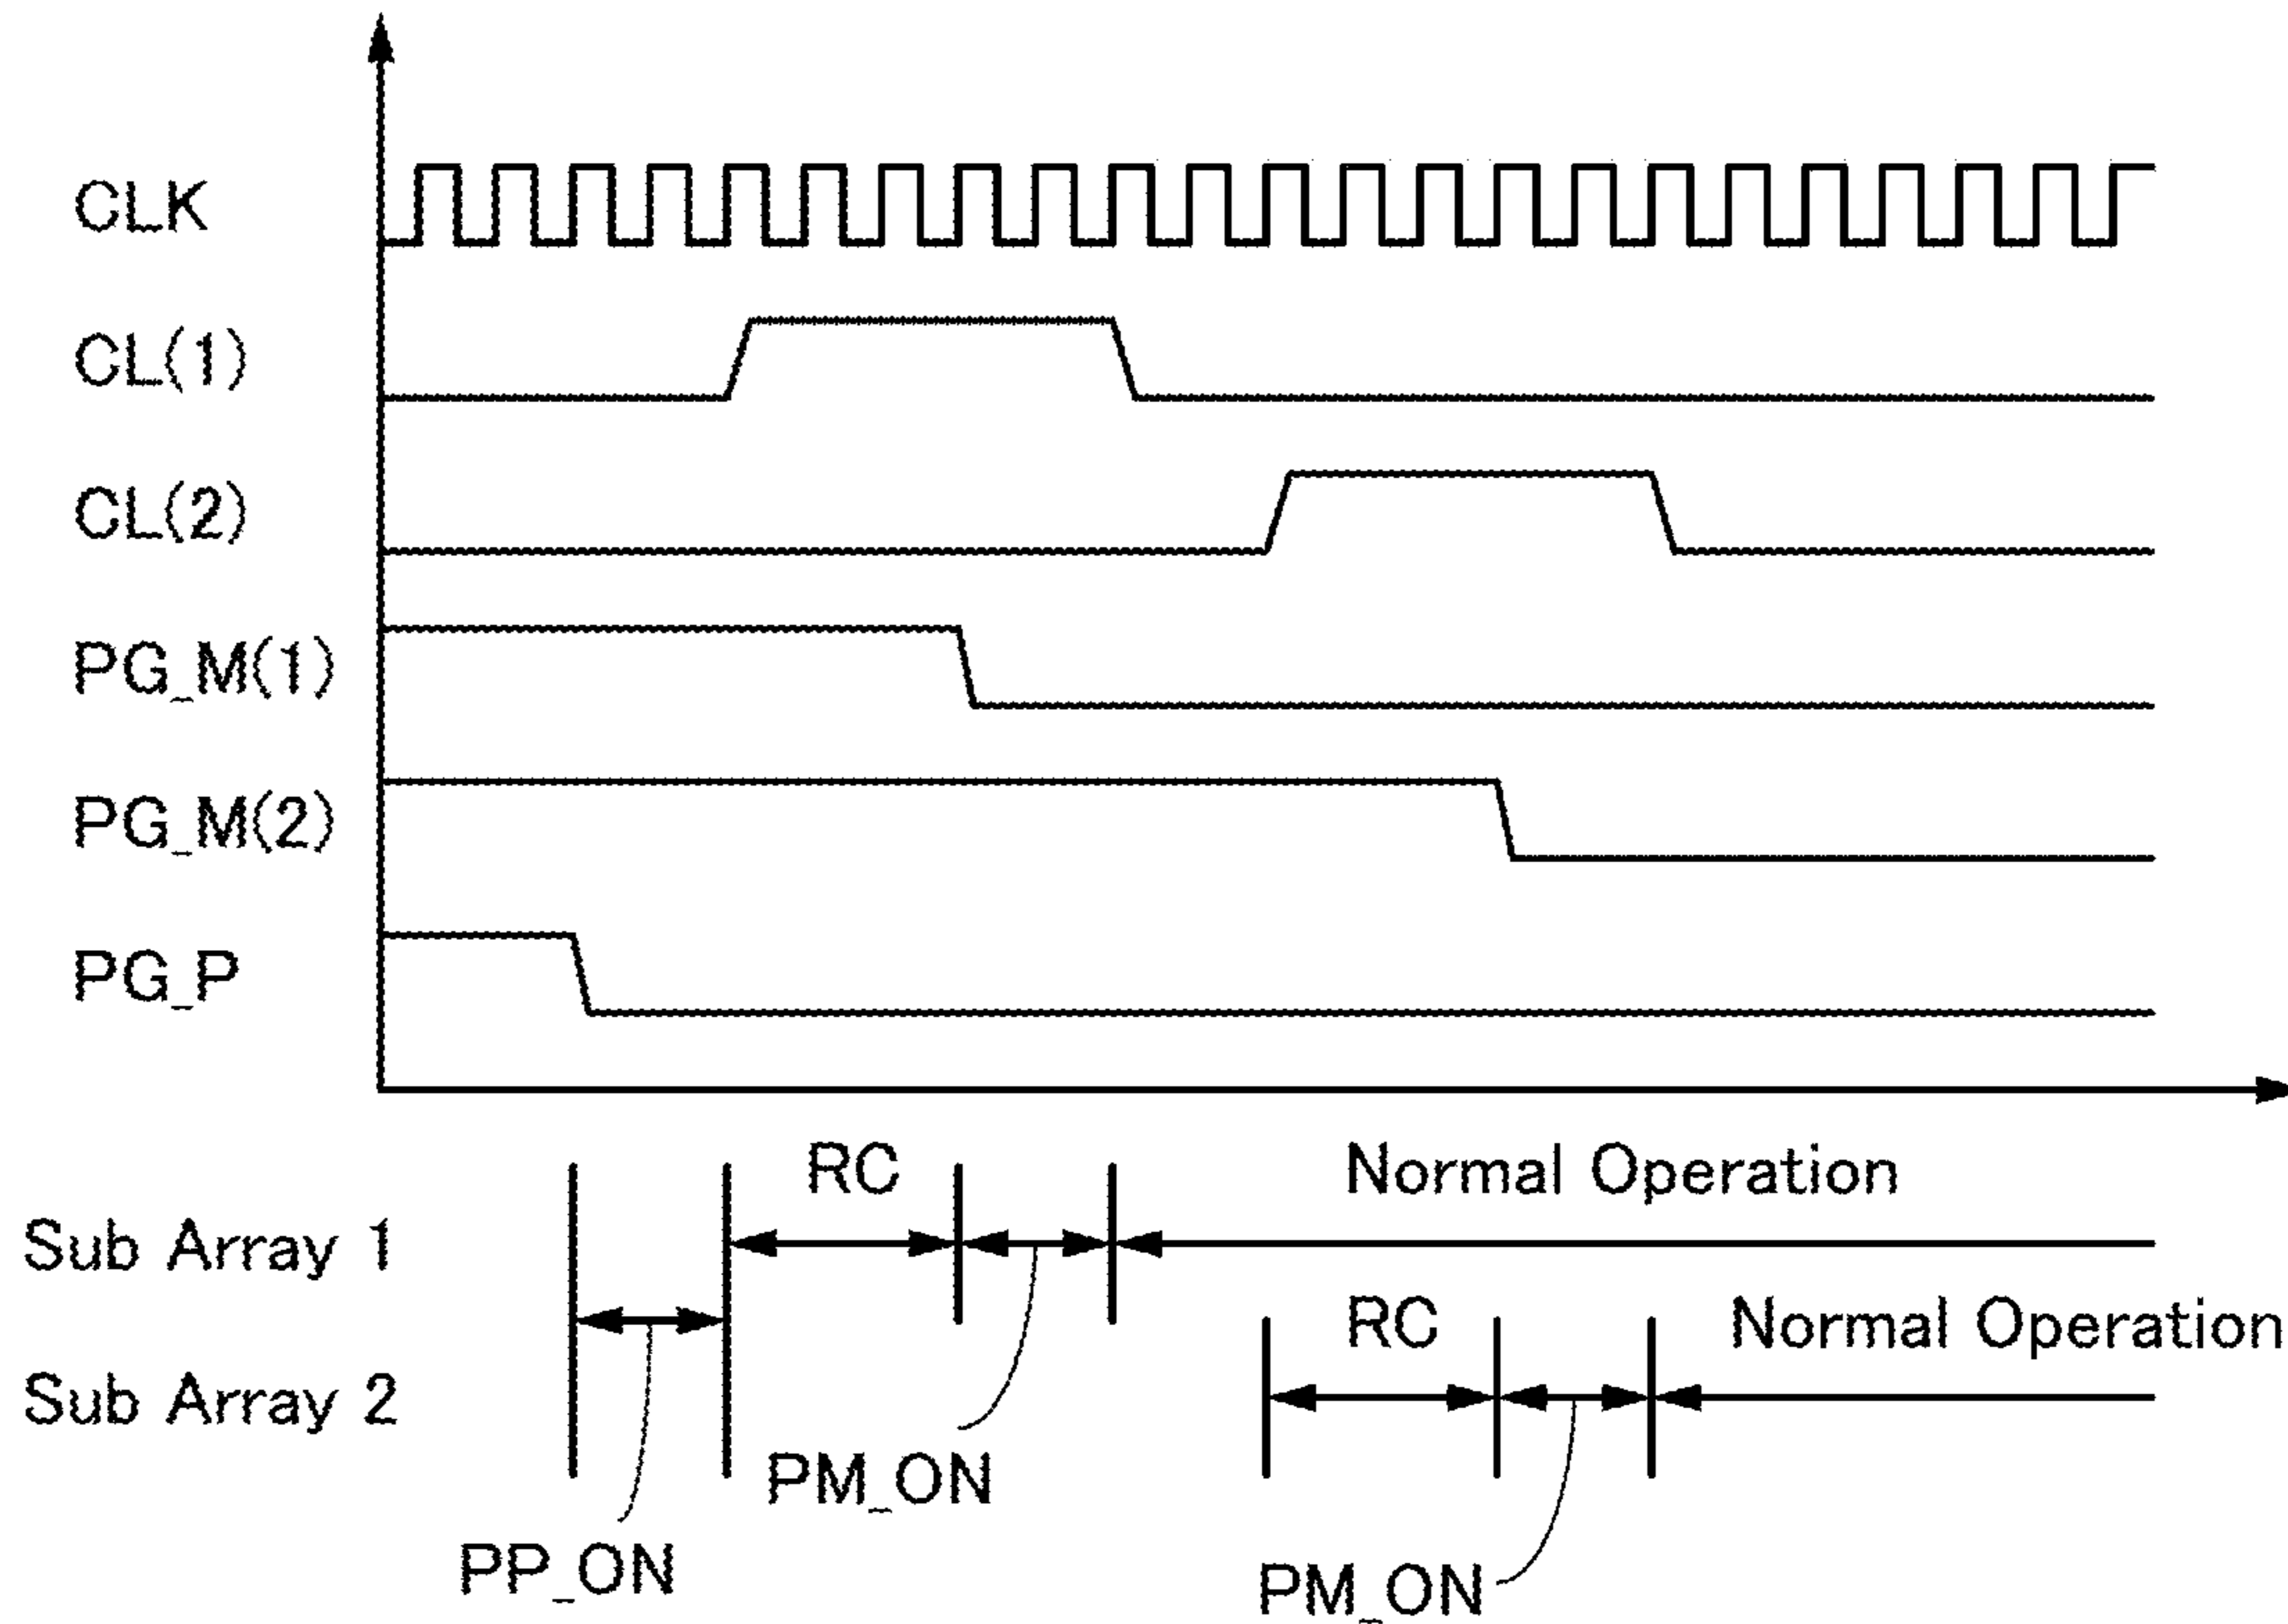 CLK
CL(1)
CL(2)
PG_M(1)
PG_M(2)
PG_P
RC Normal Operation
Sub Array 1
RC Normal Operation
Sub Array 2
PM_ON
PP_ON
PM_ON